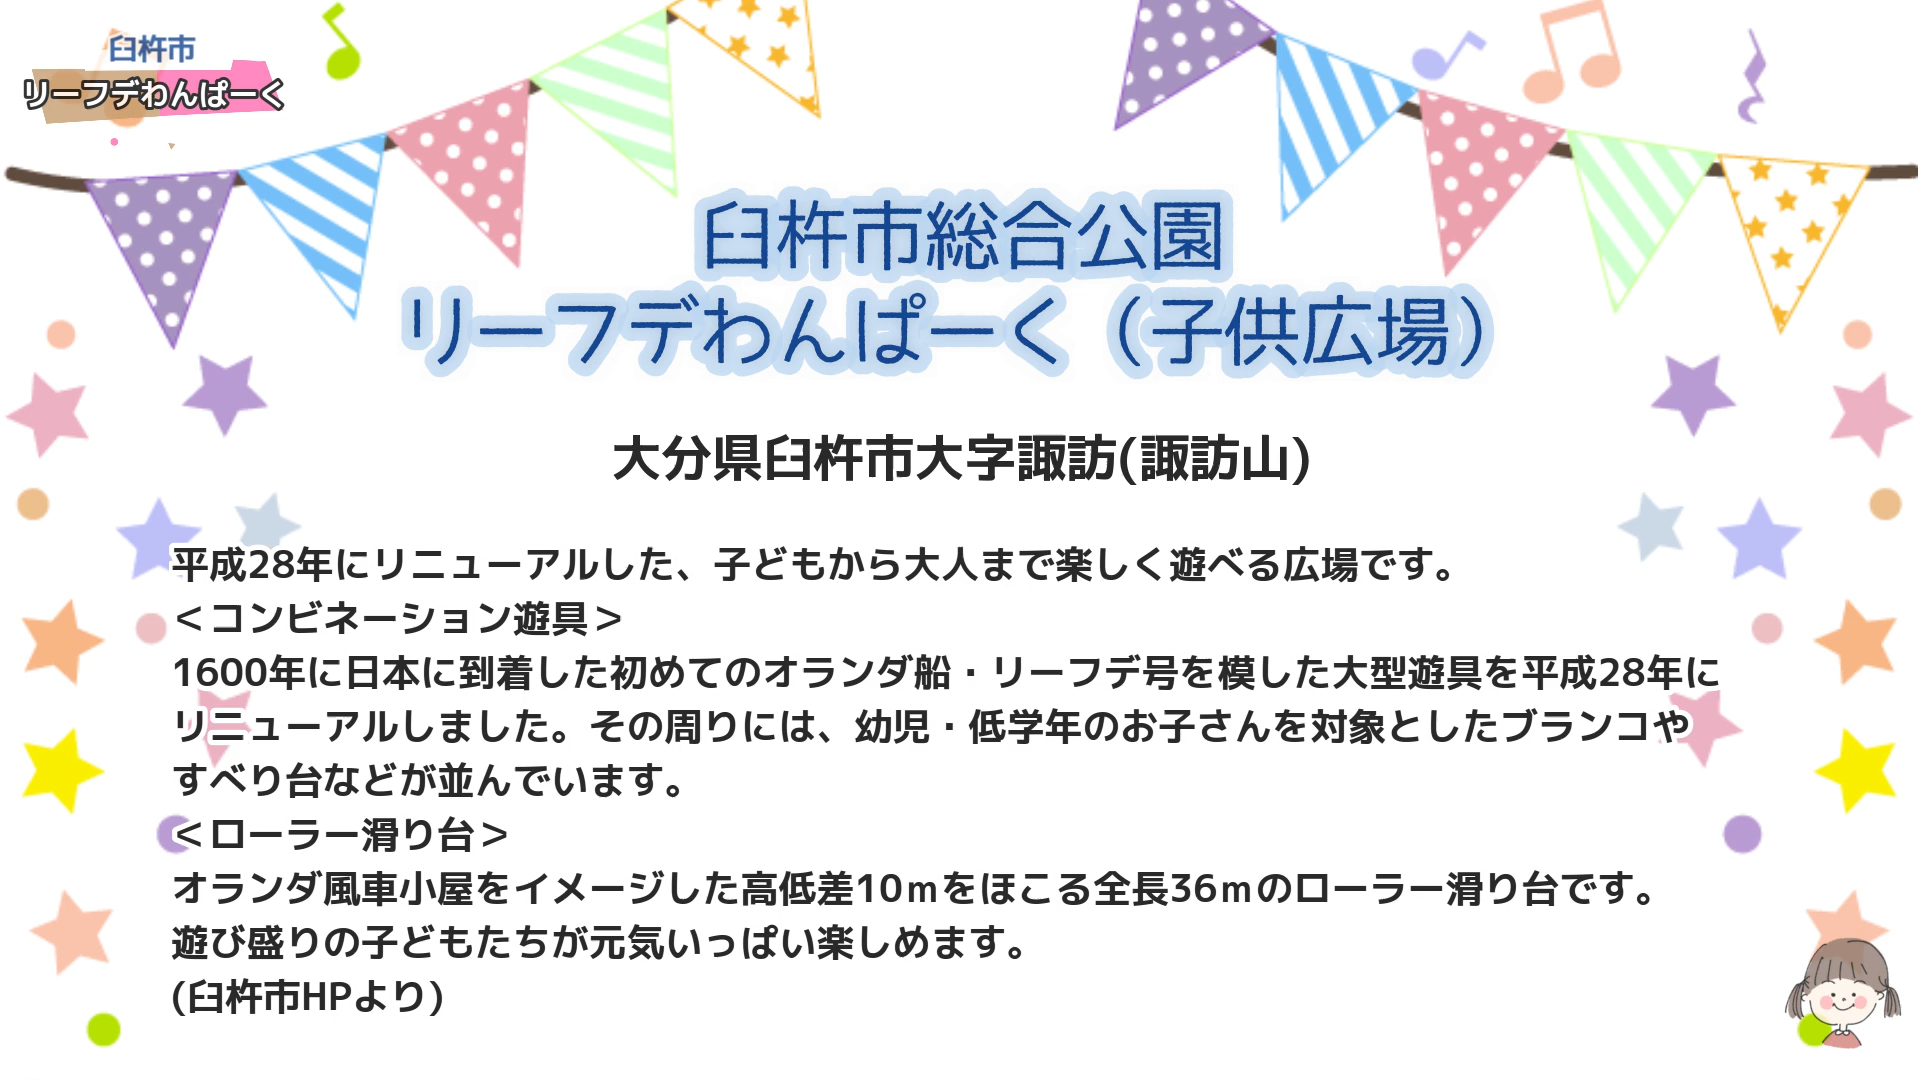 臼杵市
リーフデわんぱーく
臼杵市総合公園
リーフデわんぱーく（子供広場）
大分県臼杵市大字諏訪(諏訪山)
平成28年にリニューアルした、子どもから大人まで楽しく遊べる広場です。
＜コンビネーション遊具＞
1600年に日本に到着した初めてのオランダ船・リーフデ号を模した大型遊具を平成28年に
リニューアルしました。その周りには、幼児・低学年のお子さんを対象としたブランコや
すべり台などが並んでいます。
＜ローラー滑り台＞
オランダ風車小屋をイメージした高低差10ｍをほこる全長36ｍのローラー滑り台です。
遊び盛りの子どもたちが元気いっぱい楽しめます。
(臼杵市HPより)